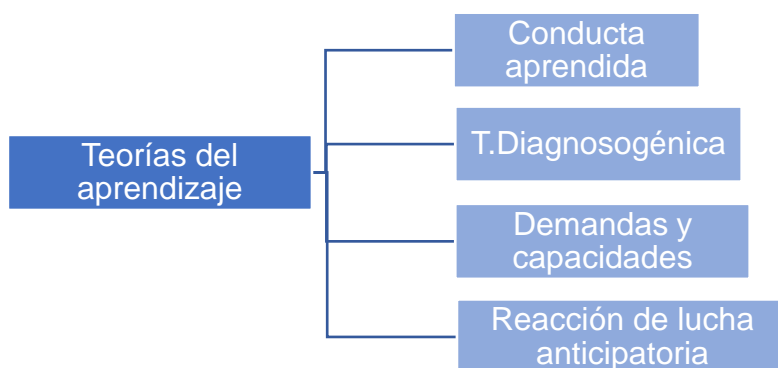 Teorías del
aprendizaje
Conducta
aprendida
T.Diagnosogénica
Demandas y
capacidades
Reacción de lucha
anticipatoria